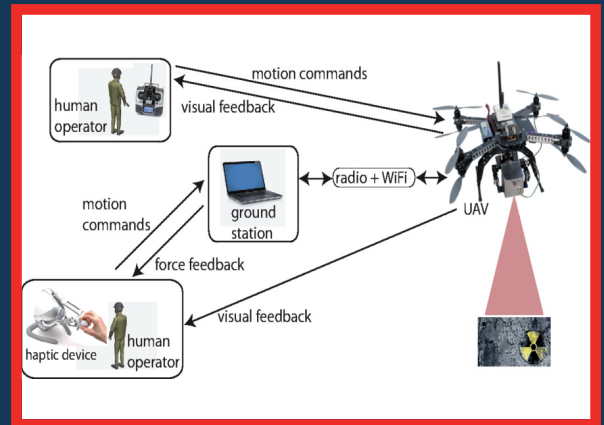 motion commands
visual feedback
human
operator
radio + WiFi
UAV
motion
commands
ground
station
force feedback
visual feedback
haptic device
human
operator